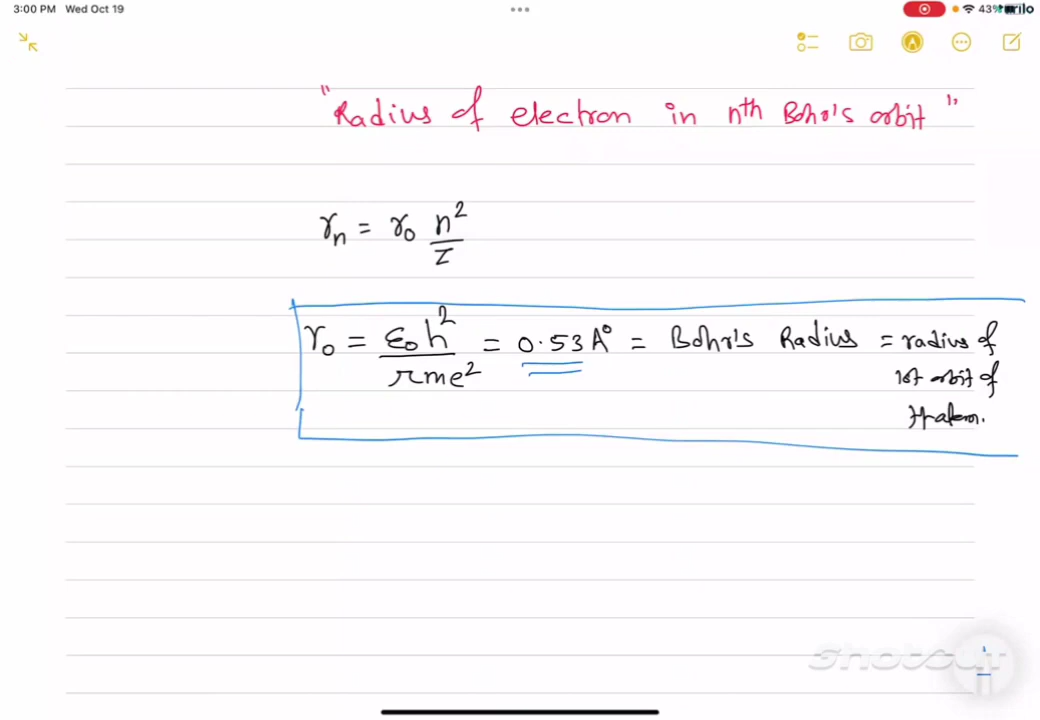 3:00 PM Wed Oct 19
43%
"Radius of electron in nth Bohr's orbit"
rn = r0 n²/Z
r0 = ε0h²/πme² = 0.53 A° = Bohr's Radius = radius of
1st orbit of
H atom.
Shotcut